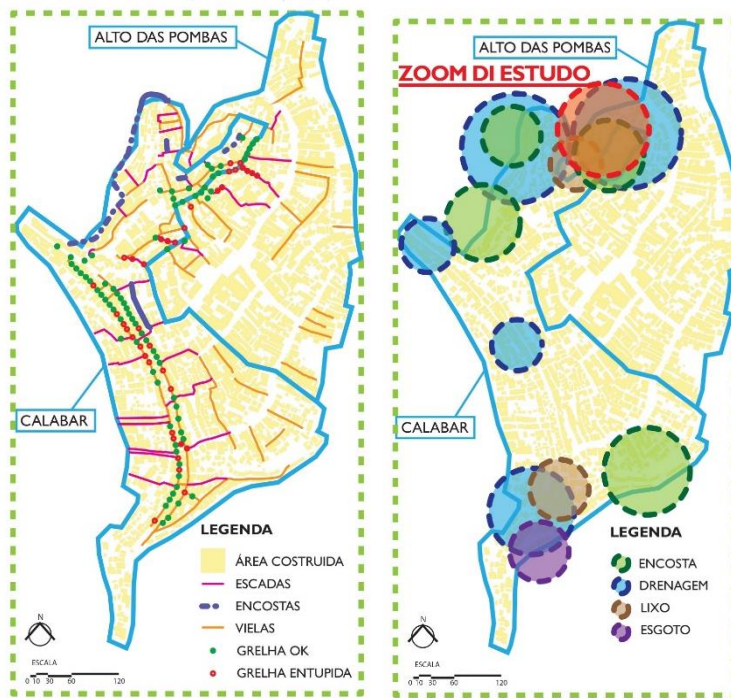 ALTO DAS POMBAS
CALABAR
LEGENDA
ÁREA COSTRUIDA
ESCADAS
ENCOSTAS
VIELAS
GRELHA OK
GRELHA ENTUPIDA
N
ESCALA
0 10 30 60 120
ALTO DAS POMBAS
ZOOM DI ESTUDO
CALABAR
LEGENDA
ENCOSTA
DRENAGEM
LIXO
ESGOTO
N
ESCALA
0 10 30 60 120